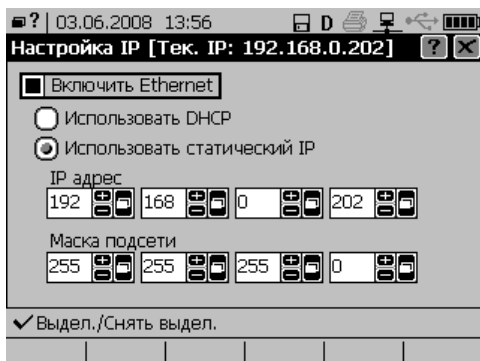 ? 03.06.2008 13:56 D
Настройка IP [Тек. IP: 192.168.0.202] ? X
Включить Ethernet
Использовать DHCP
Использовать статический IP
IP адрес
192 168 0 202
Маска подсети
255 255 255 0
Выдел./Снять выдел.